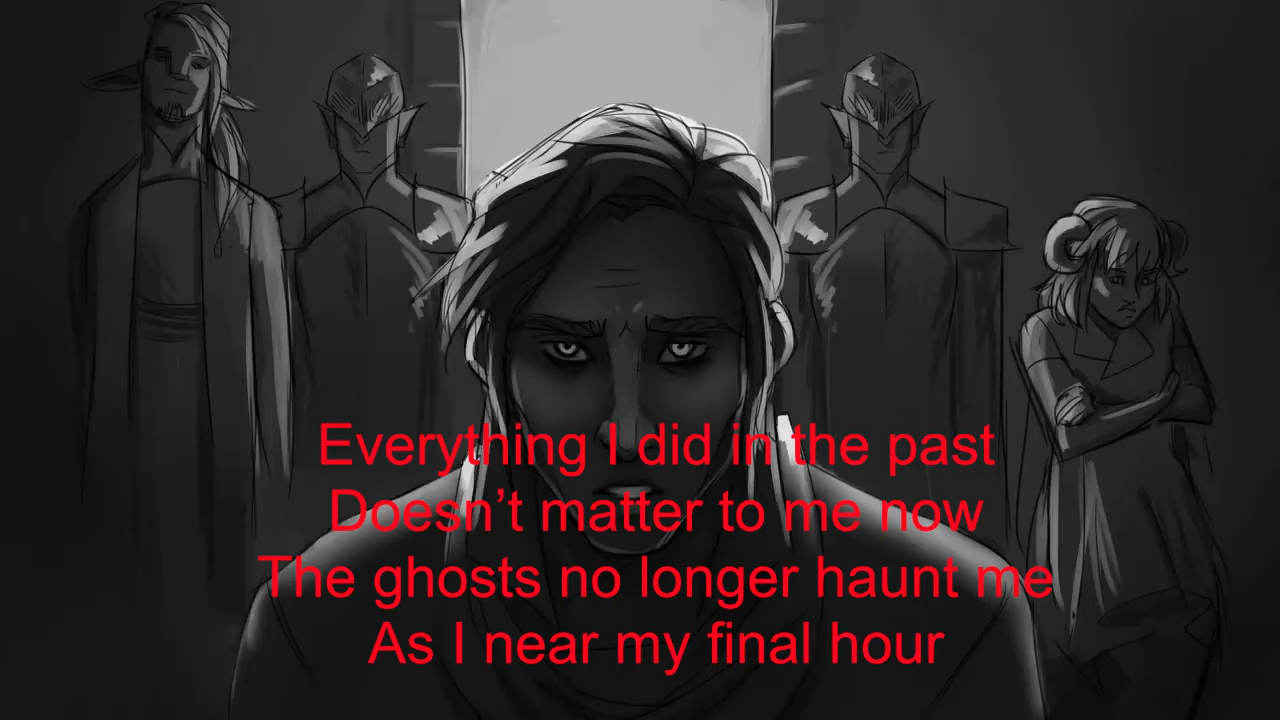 Everything I did in the past
Doesn’t matter to me now
The ghosts no longer haunt me
As I near my final hour